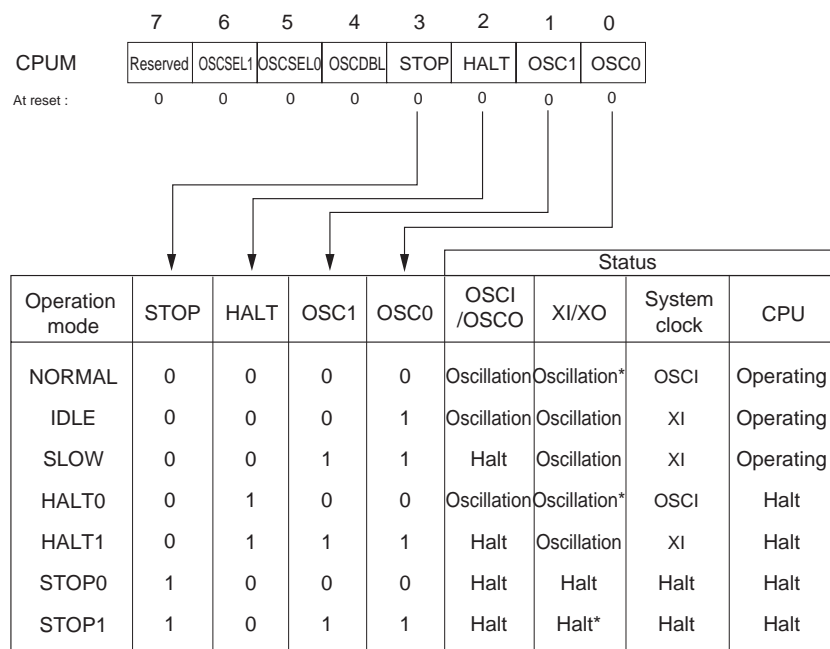 7 6 5 4 3 2 1 0
CPUM Reserved OSCSEL1 OSCSEL0 OSCDBL STOP HALT OSC1 OSC0
At reset : 0 0 0 0 0 0 0 0
Status
Operation mode STOP HALT OSC1 OSC0 OSCI /OSCO XI/XO System clock CPU
NORMAL 0 0 0 0 Oscillation Oscillation* OSCI Operating
IDLE 0 0 0 1 Oscillation Oscillation XI Operating
SLOW 0 0 1 1 Halt Oscillation XI Operating
HALT0 0 1 0 0 Oscillation Oscillation* OSCI Halt
HALT1 0 1 1 1 Halt Oscillation XI Halt
STOP0 1 0 0 0 Halt Halt Halt Halt
STOP1 1 0 1 1 Halt Halt* Halt Halt